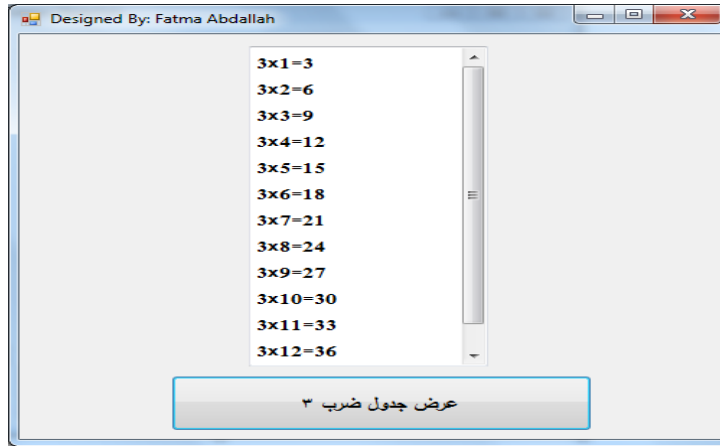 Designed By: Fatma Abdallah
3x1=3
3x2=6
3x3=9
3x4=12
3x5=15
3x6=18
3x7=21
3x8=24
3x9=27
3x10=30
3x11=33
3x12=36
عرض جدول ضرب ٣